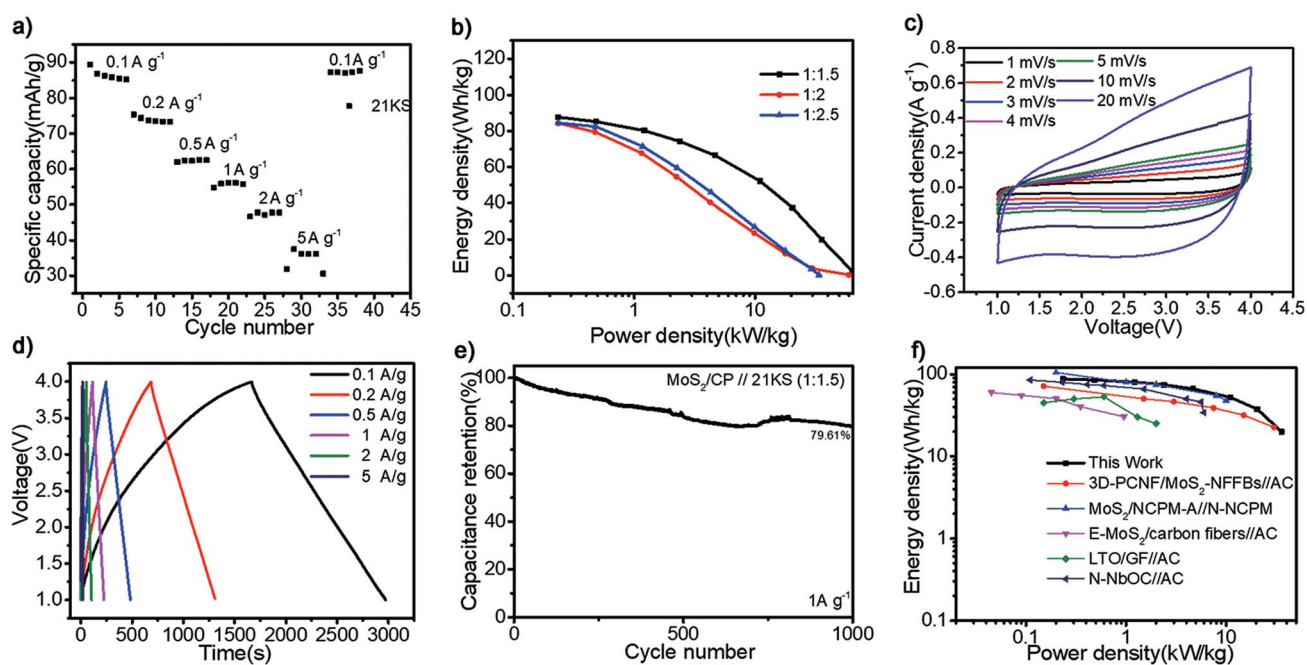 a)
Specific capacity(mAh/g)
90
80
70
60
50
40
30
0.1 A g⁻¹
0.2 A g⁻¹
0.5A g⁻¹
1A g⁻¹
2A g⁻¹
5A g⁻¹
0.1A g⁻¹
21KS
0 5 10 15 20 25 30 35 40 45
Cycle number
b)
Energy density(Wh/kg)
120
100
80
60
40
20
0
1:1.5
1:2
1:2.5
0.1 1 10
Power density(kW/kg)
c)
Current density(A g⁻¹)
0.8
0.6
0.4
0.2
0.0
-0.2
-0.4
-0.6
1 mV/s 5 mV/s
2 mV/s 10 mV/s
3 mV/s 20 mV/s
4 mV/s
1.0 1.5 2.0 2.5 3.0 3.5 4.0 4.5
Voltage(V)
d)
Voltage(V)
4.0
3.5
3.0
2.5
2.0
1.5
1.0
0.1 A/g
0.2 A/g
0.5 A/g
1 A/g
2 A/g
5 A/g
0 500 1000 1500 2000 2500 3000
Time(s)
e)
Capacitance retention(%)
100
80
60
40
20
0
MoS₂/CP // 21KS (1:1.5)
79.61%
1A g⁻¹
0 500 1000
Cycle number
f)
Energy density(Wh/kg)
100
10
1
0.1
This Work
3D-PCNF/MoS₂-NFFBs//AC
MoS₂/NCPM-A//N-NCPM
E-MoS₂/carbon fibers//AC
LTO/GF//AC
N-NbOC//AC
0.1 1 10
Power density(kW/kg)